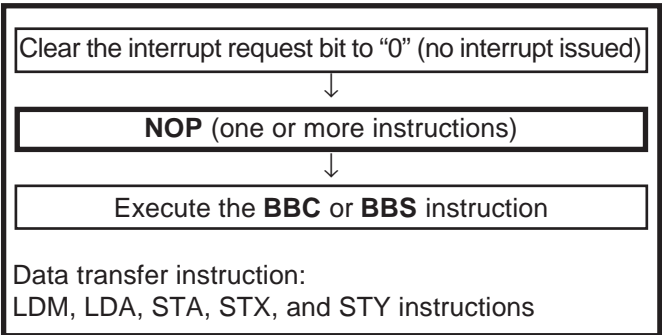 Clear the interrupt request bit to “0” (no interrupt issued)
↓
NOP (one or more instructions)
↓
Execute the BBC or BBS instruction
Data transfer instruction:
LDM, LDA, STA, STX, and STY instructions